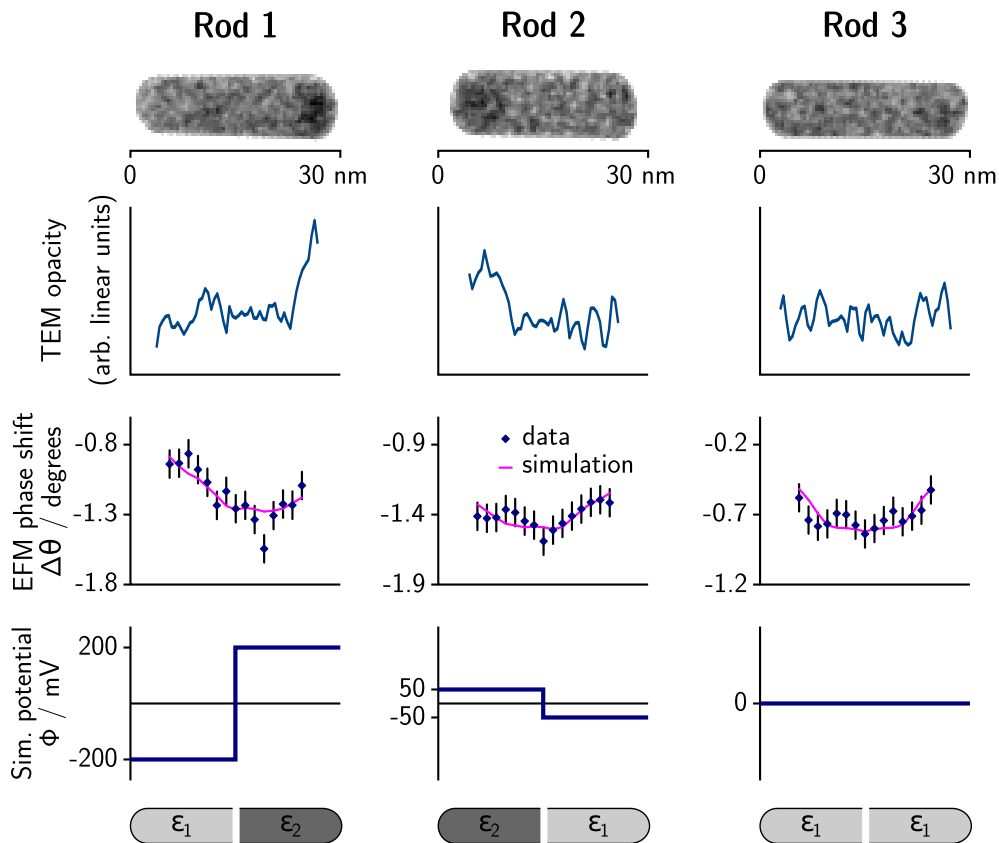 Rod 1 Rod 2 Rod 3
0 30 nm 0 30 nm 0 30 nm
TEM opacity
(arb. linear units)
EFM phase shift
Δθ / degrees
-0.8
-1.3
-1.8
-0.9
-1.4
-1.9
data
simulation
-0.2
-0.7
-1.2
Sim. potential
Φ / mV
200
-200
50
-50
0
ε1 ε2 ε2 ε1 ε1 ε1